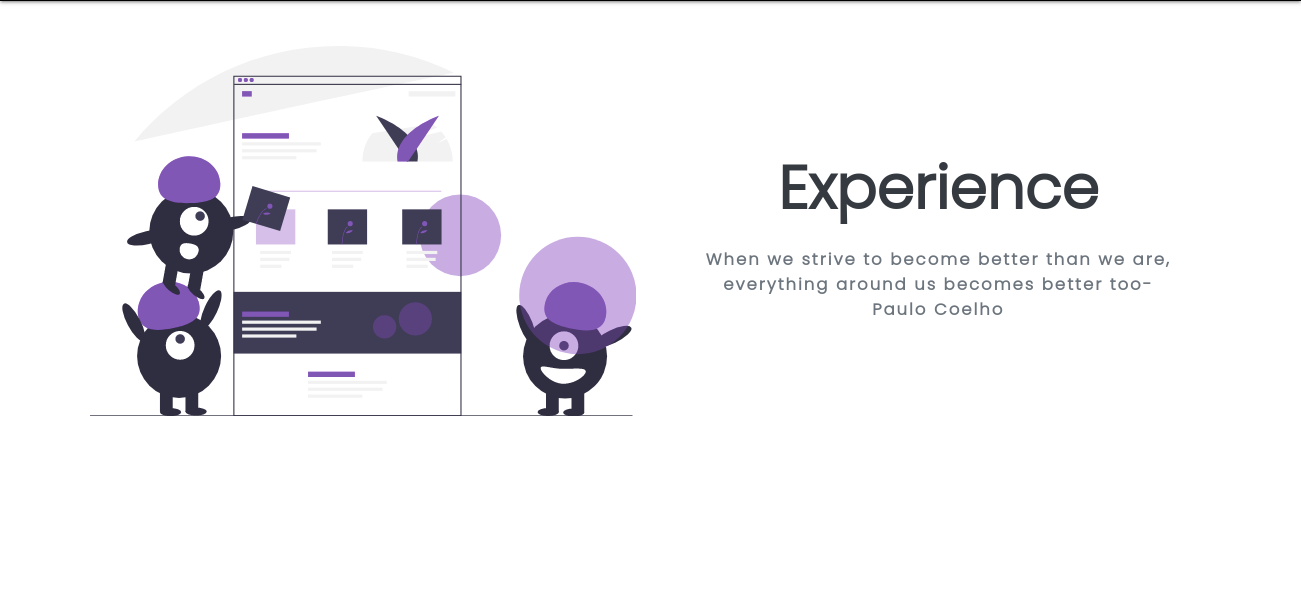 Experience
When we strive to become better than we are,
everything around us becomes better too-
Paulo Coelho